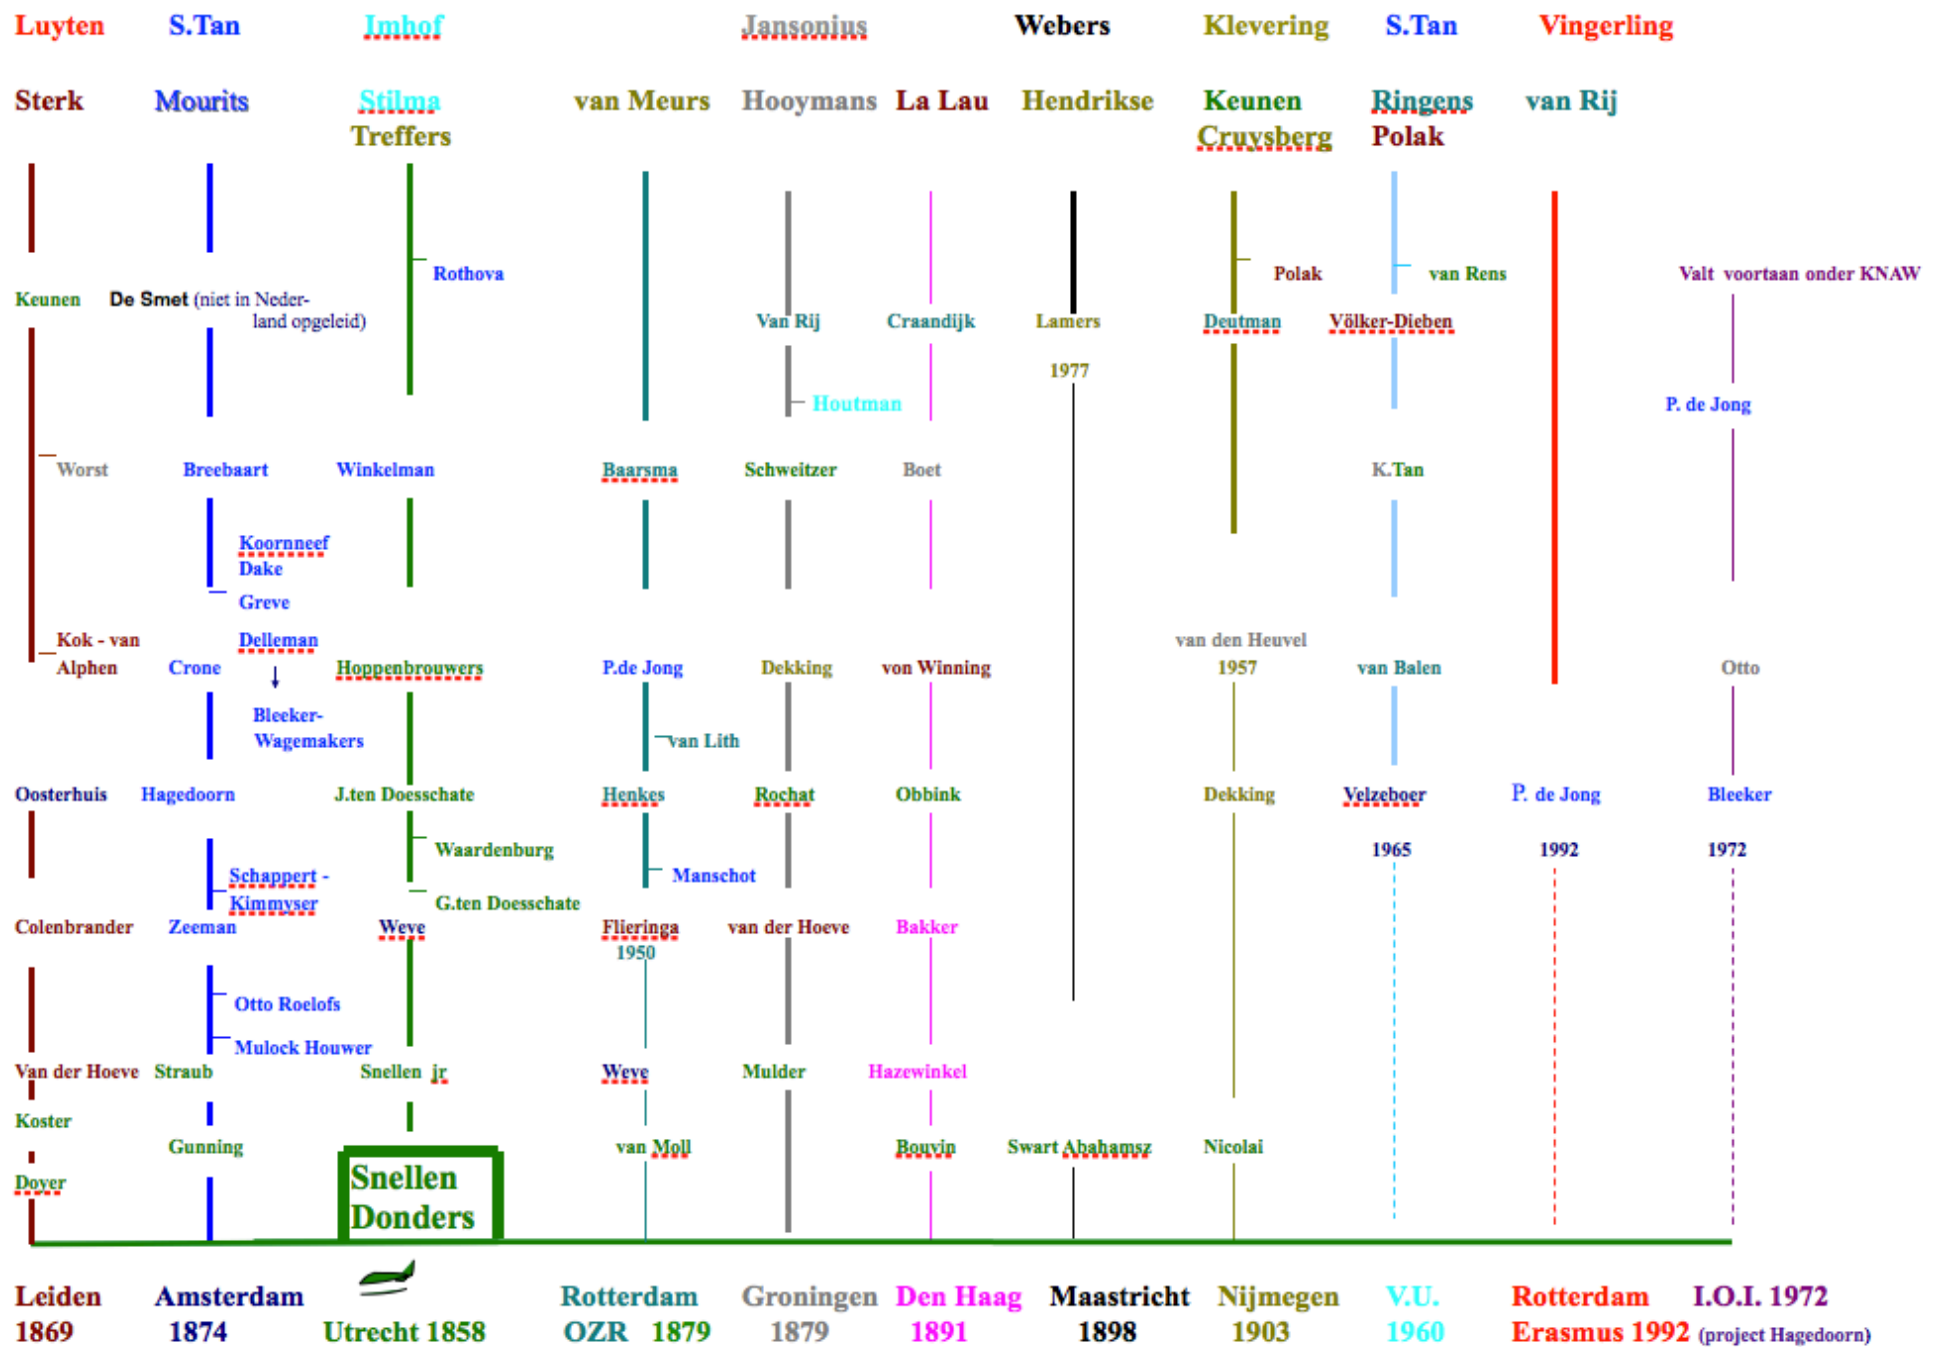 Luyten S.Tan Imhof Jansonius Webers Klevering S.Tan Vingerling
Sterk Mourits Stilma van Meurs Hooymans La Lau Hendrikse Keunen Ringens van Rij
Treffers Cruysberg Polak
Rothova Polak van Rens Valt voortaan onder KNAW
Keunen De Smet (niet in Neder-
land opgeleid) Van Rij Craandijk Lamers Deutman Völker-Dieben
1977
Houtman P. de Jong
Worst Breebaart Winkelman Baarsma Schweitzer Boet K.Tan
Koornneef
Dake
Greve
Kok - van Delleman van den Heuvel
Alphen Crone Hoppenbrouwers P.de Jong Dekking von Winning 1957 van Balen Otto
Bleeker-
Wagemakers van Lith
Oosterhuis Hagedoorn J.ten Doesschate Henkes Rochat Obbink Dekking Velzeboer P. de Jong Bleeker
Waardenburg 1965 1992 1972
Schappert - Manschot
Kimmyser G.ten Doesschate
Colenbrander Zeeman Weve Flieringa van der Hoeve Bakker
1950
Otto Roelofs
Mulock Houwer
Van der Hoeve Straub Snellen jr Weve Mulder Hazewinkel
Koster
Gunning van Moll Bouvin Swart Abahamsz Nicolai
Doyer Snellen
Donders
Leiden Amsterdam Rotterdam Groningen Den Haag Maastricht Nijmegen V.U. Rotterdam I.O.I. 1972
1869 1874 Utrecht 1858 OZR 1879 1879 1891 1898 1903 1960 Erasmus 1992 (project Hagedoorn)